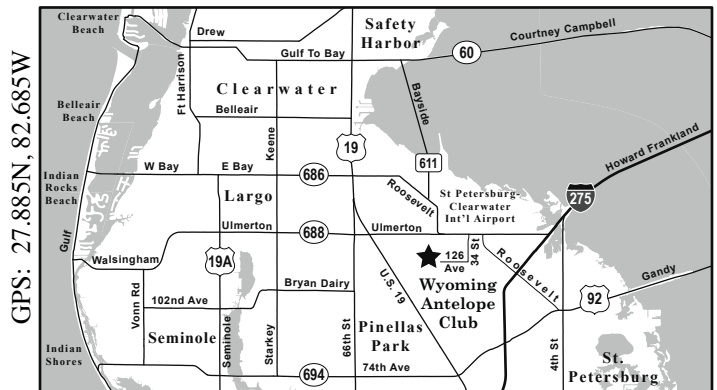 Clearwater
Beach
Drew
Safety
Harbor
Courtney Campbell
Gulf To Bay
60
Ft Harrison
Clearwater
Bayside
Belleair
Beach
Belleair
Keene
19
611
Howard Frankland
W Bay
E Bay
686
Indian
Rocks
Beach
Largo
Roosevelt
St Petersburg-
Clearwater
Int'l Airport
275
Gulf
Ulmerton
688
Ulmerton
Walsingham
19A
126
Ave
34 St
Roosevelt
Gandy
Bryan Dairy
U.S. 19
Wyoming
Antelope
Club
92
Vonn Rd
102nd Ave
Seminole
Seminole
Starkey
66th St
Pinellas
Park
4th St
Indian
Shores
694
74th Ave
St.
Petersburg
GPS: 27.885N, 82.685W